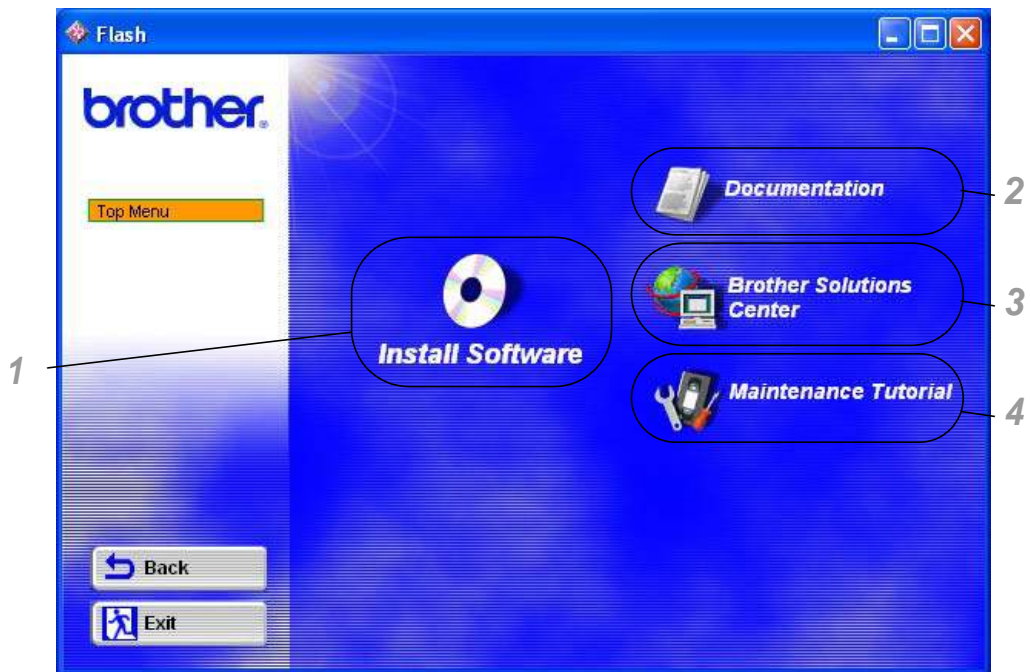 Flash
brother.
Top Menu
1
Install Software
Documentation
2
Brother Solutions
Center
3
Maintenance Tutorial
4
Back
Exit